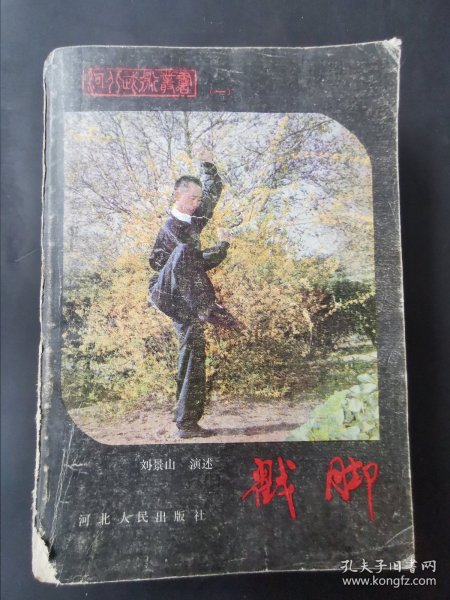 河北武术丛书 (一)
刘景山 演述
戳脚
河北人民出版社
孔夫子旧书网
www.kongfz.com